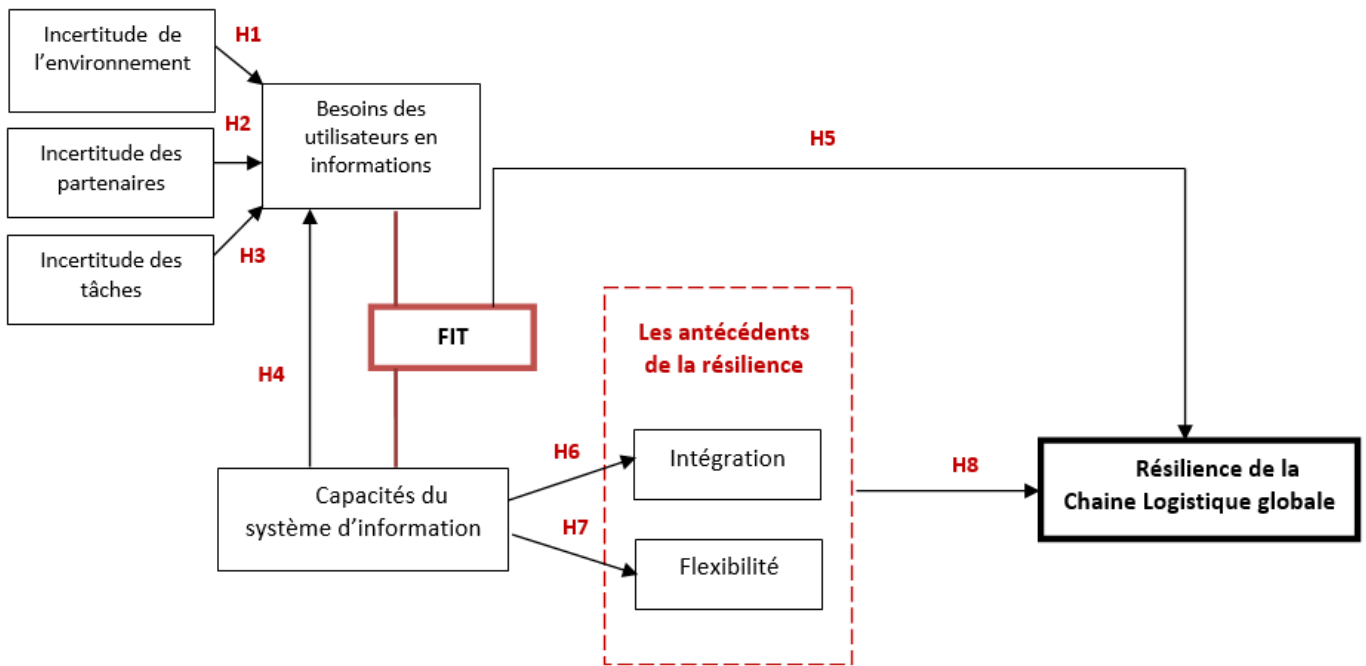 Incertitude de
l'environnement
H1
Besoins des
utilisateurs en
informations
H2
Incertitude des
partenaires
H5
Incertitude des
tâches
H3
FIT
Les antécédents
de la résilience
H4
H6
Intégration
H8
Résilience de la
Chaine Logistique globale
Capacités du
système d'information
H7
Flexibilité